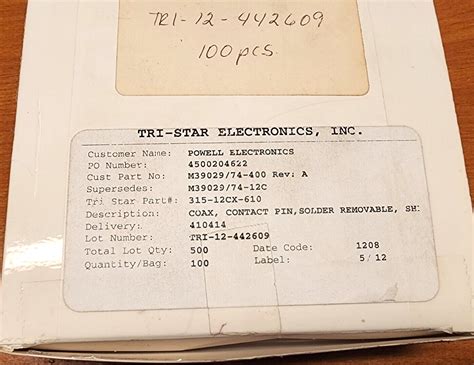 TRI-12-442609
100 pcs
TRI-STAR ELECTRONICS, INC.
Customer Name: POWELL ELECTRONICS
PO Number: 4500204622
Cust Part No: M39029/74-400 Rev: A
Supersedes: M39029/74-12C
Tri Star Part#: 315-12CX-610
Description: COAX, CONTACT PIN,SOLDER REMOVABLE, SHI
Delivery: 410414
Lot Number: TRI-12-442609
Total Lot Qty: 500 Date Code: 1208
Quantity/Bag: 100 Label: 5/12